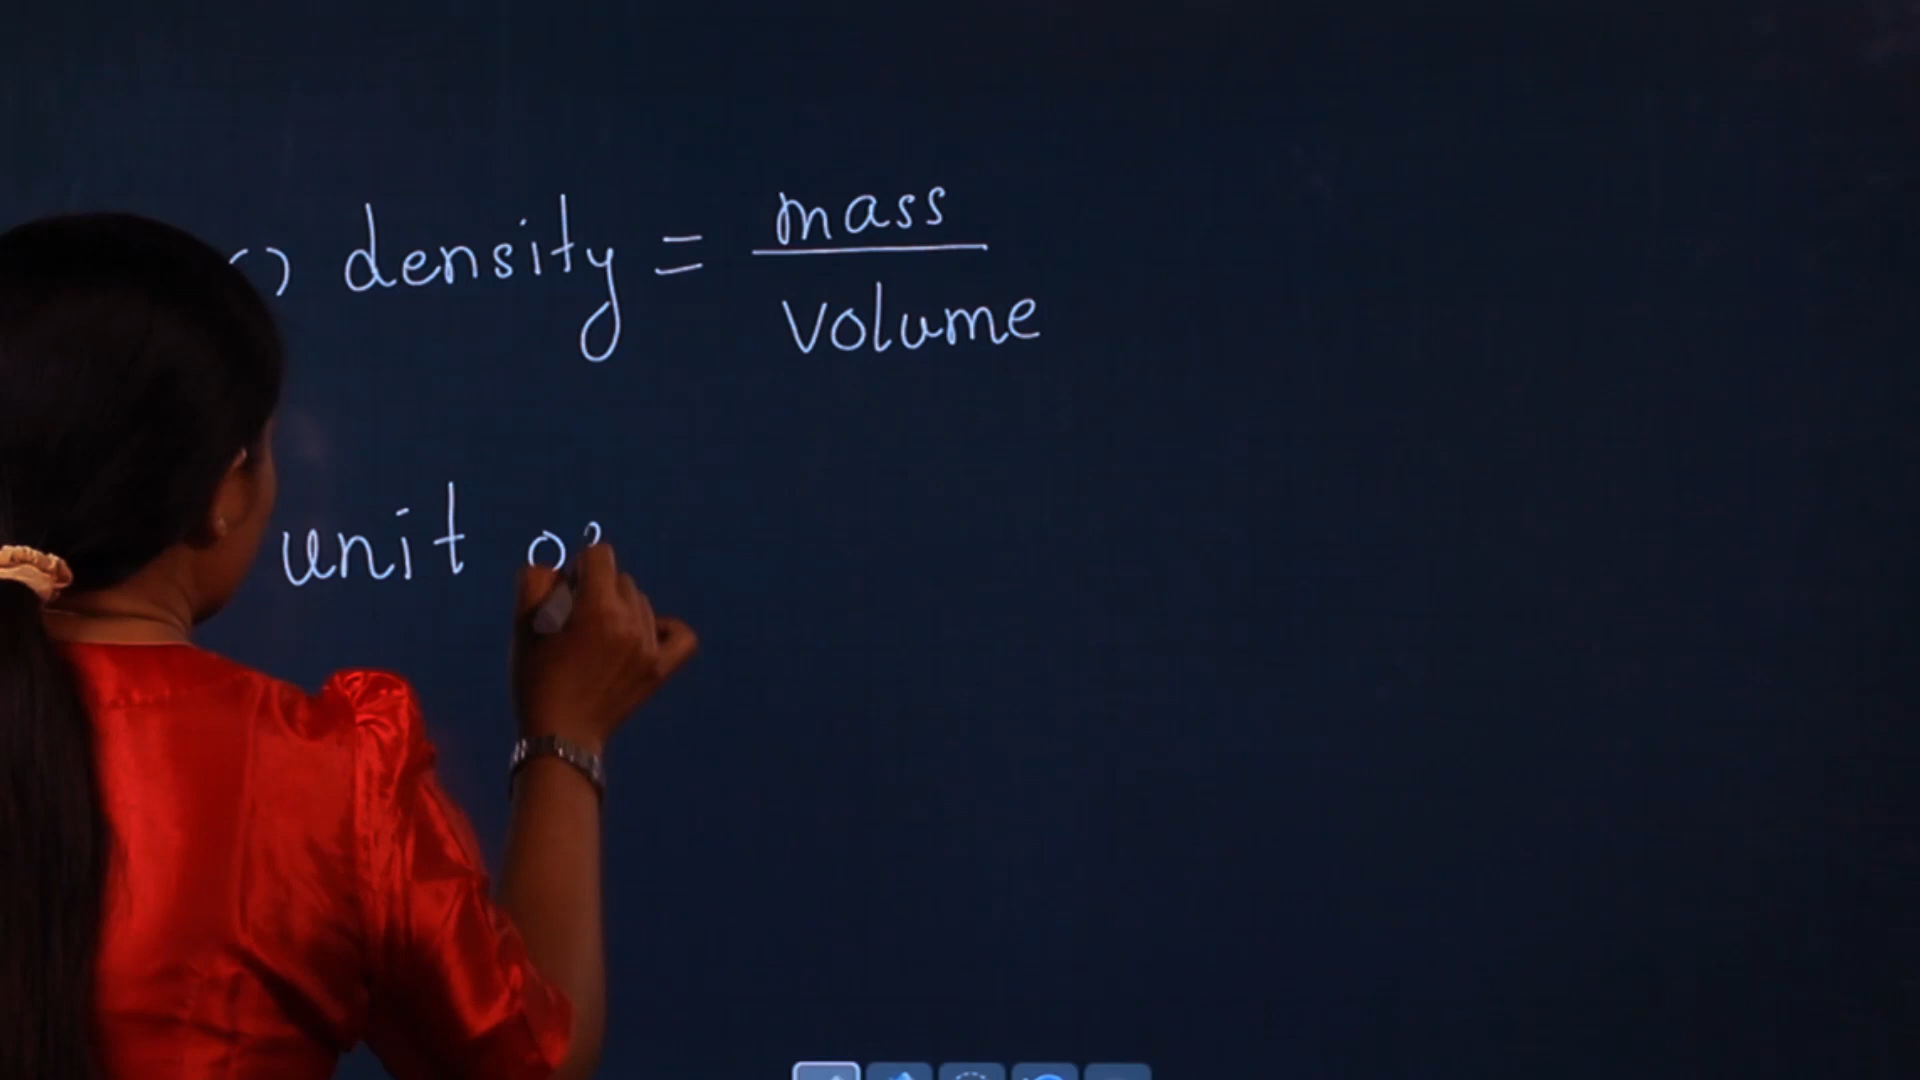 density = mass / volume
unit